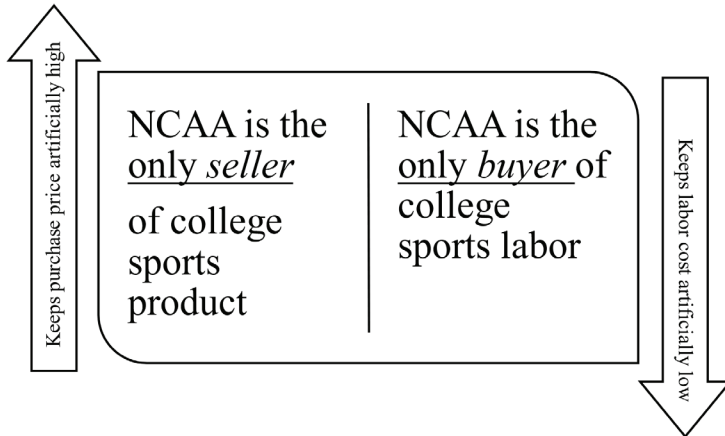 Keeps purchase price artificially high
NCAA is the
only seller
of college
sports
product
NCAA is the
only buyer of
college
sports labor
Keeps labor cost artificially low